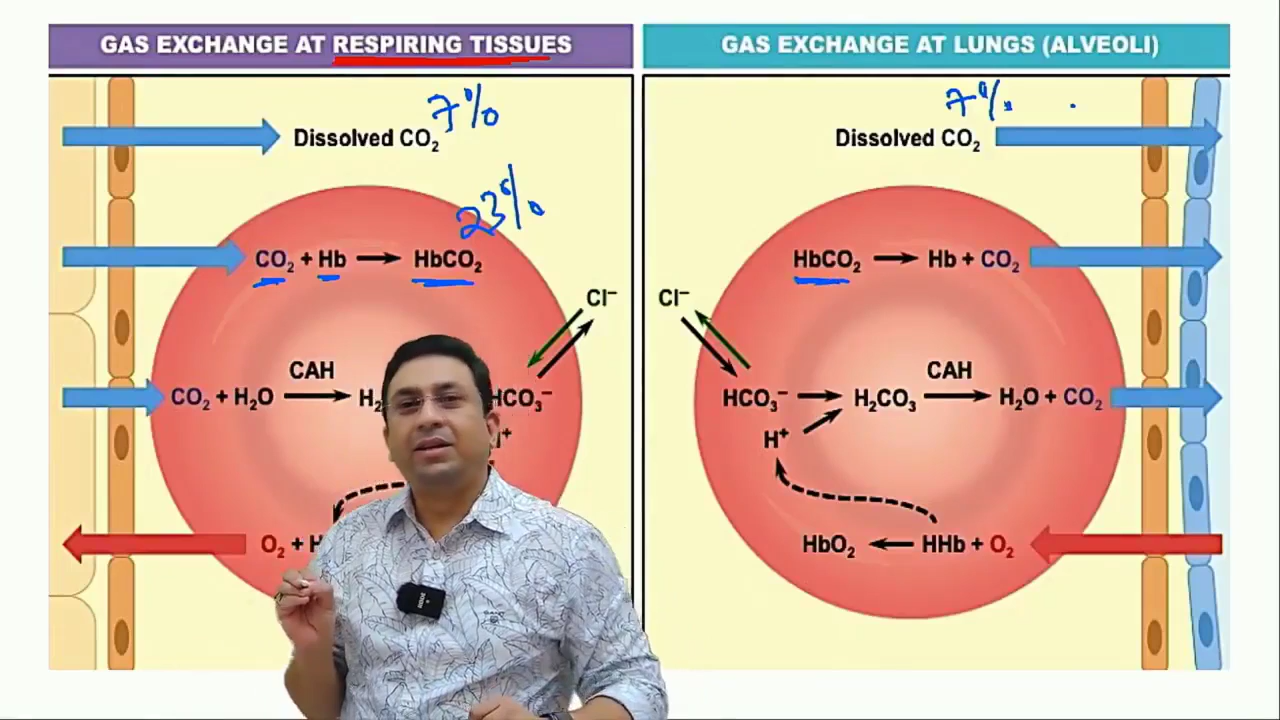 GAS EXCHANGE AT RESPIRING TISSUES
7%
Dissolved CO₂
23%
CO₂ + Hb → HbCO₂
Cl⁻
CAH
CO₂ + H₂O → HCO₃⁻
O₂ +
GAS EXCHANGE AT LUNGS (ALVEOLI)
7%
Dissolved CO₂
HbCO₂ → Hb + CO₂
Cl⁻
CAH
HCO₃⁻ → H₂CO₃ → H₂O + CO₂
H⁺
HbO₂ ← HHb + O₂